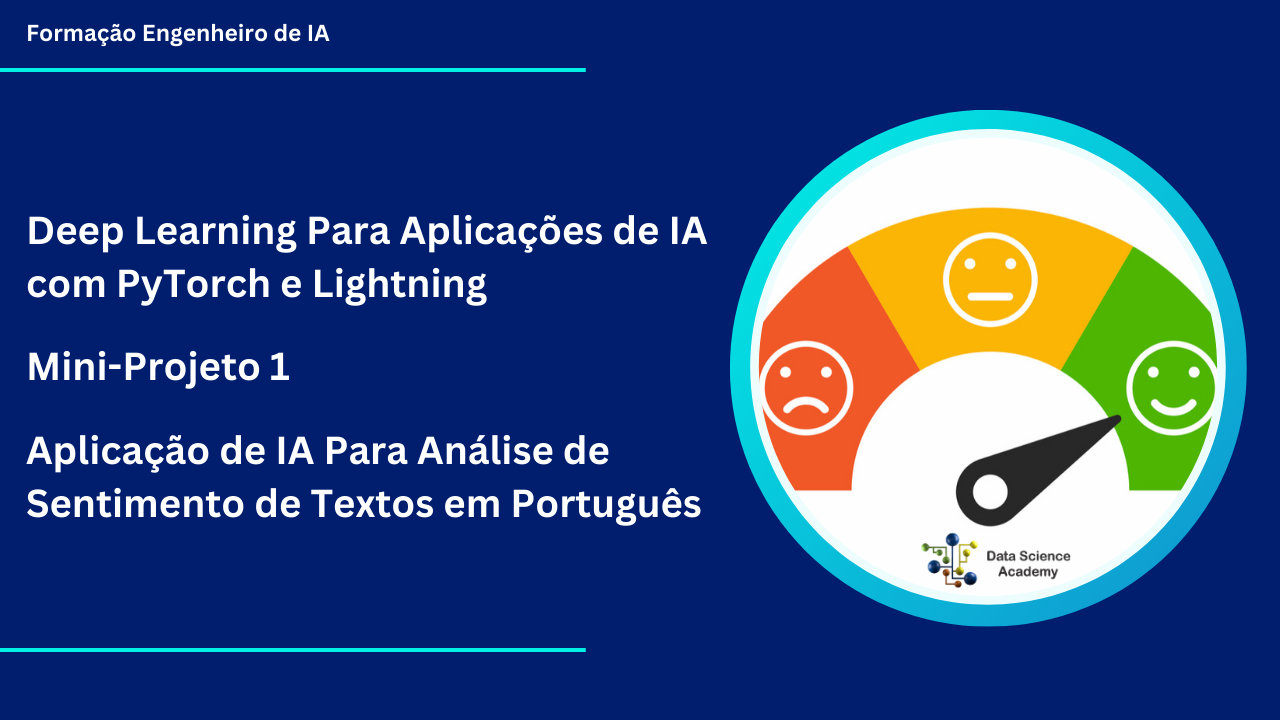 Formação Engenheiro de IA
Deep Learning Para Aplicações de IA
com PyTorch e Lightning
Mini-Projeto 1
Aplicação de IA Para Análise de
Sentimento de Textos em Português
Data Science
Academy